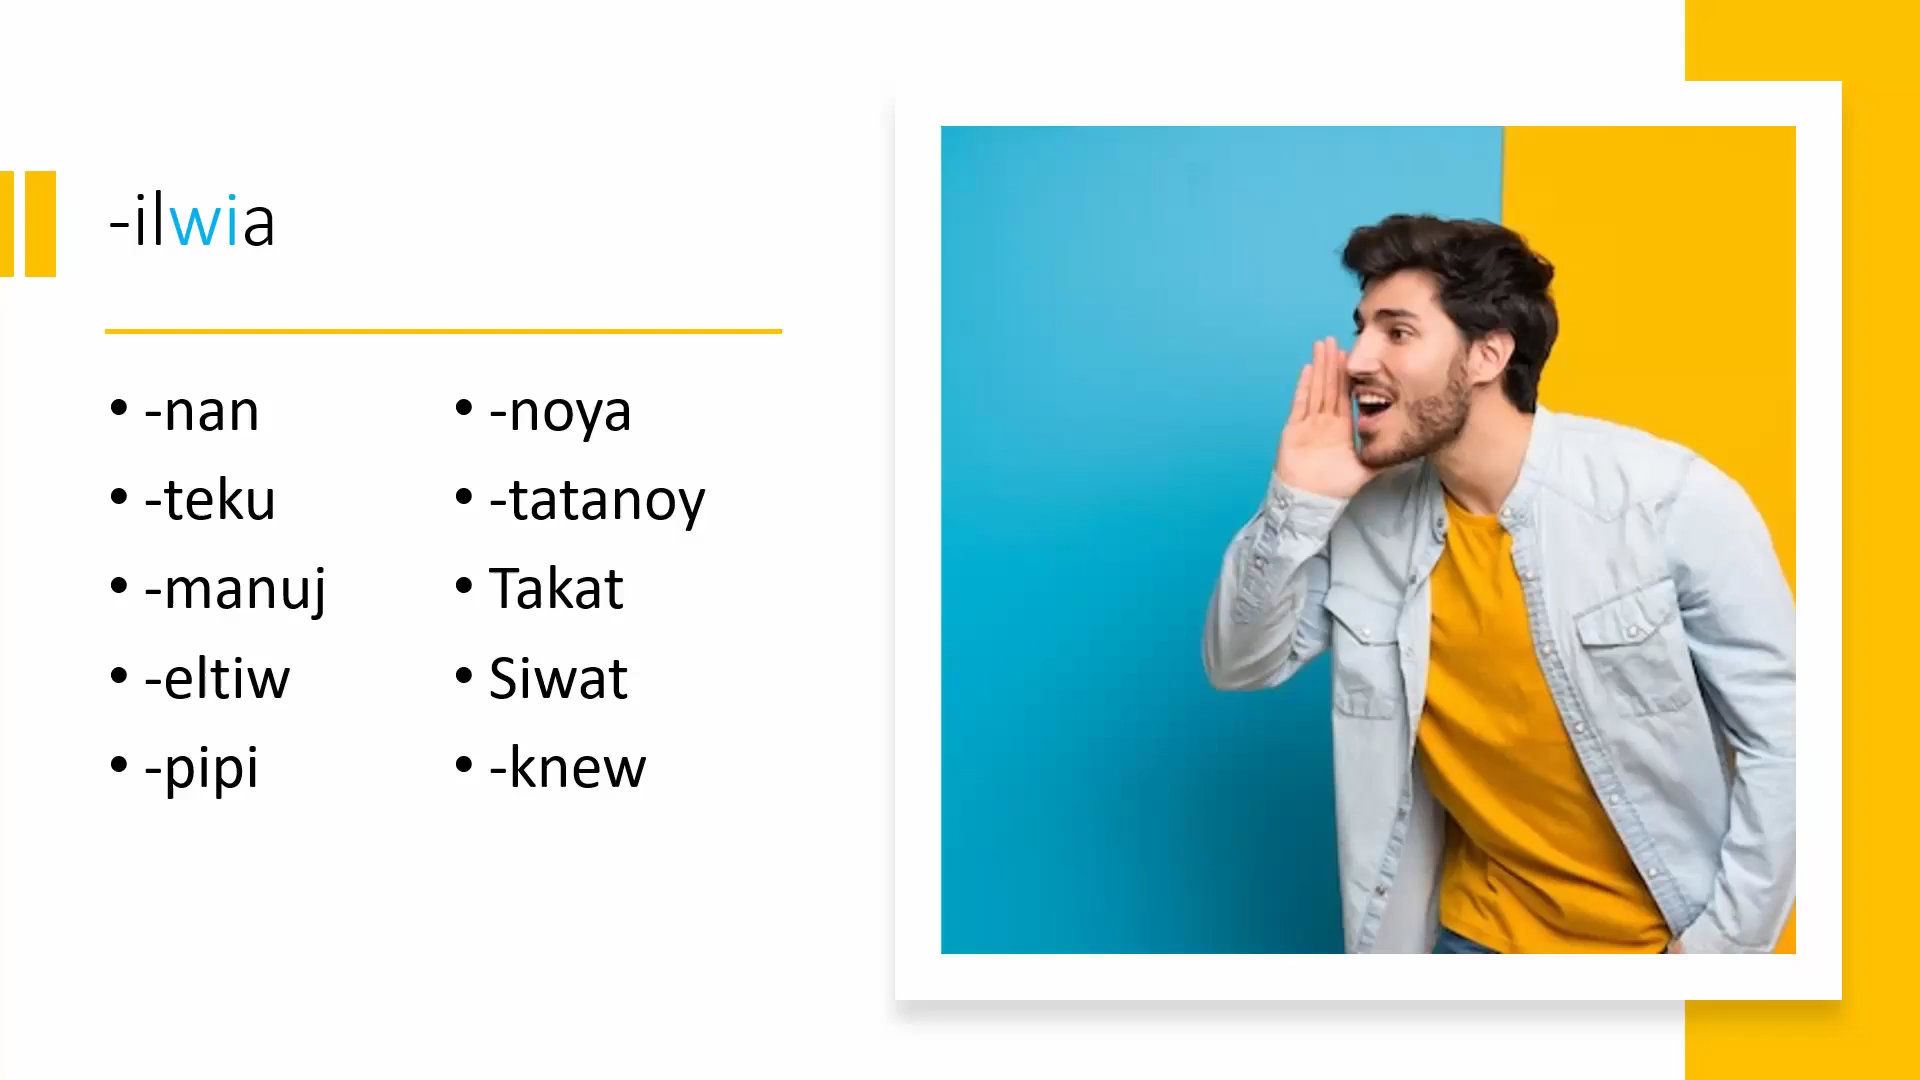 -ilwia
• -nan
• -teku
• -manuj
• -eltiw
• -pipi
• -noya
• -tatanoy
• Takat
• Siwat
• -knew